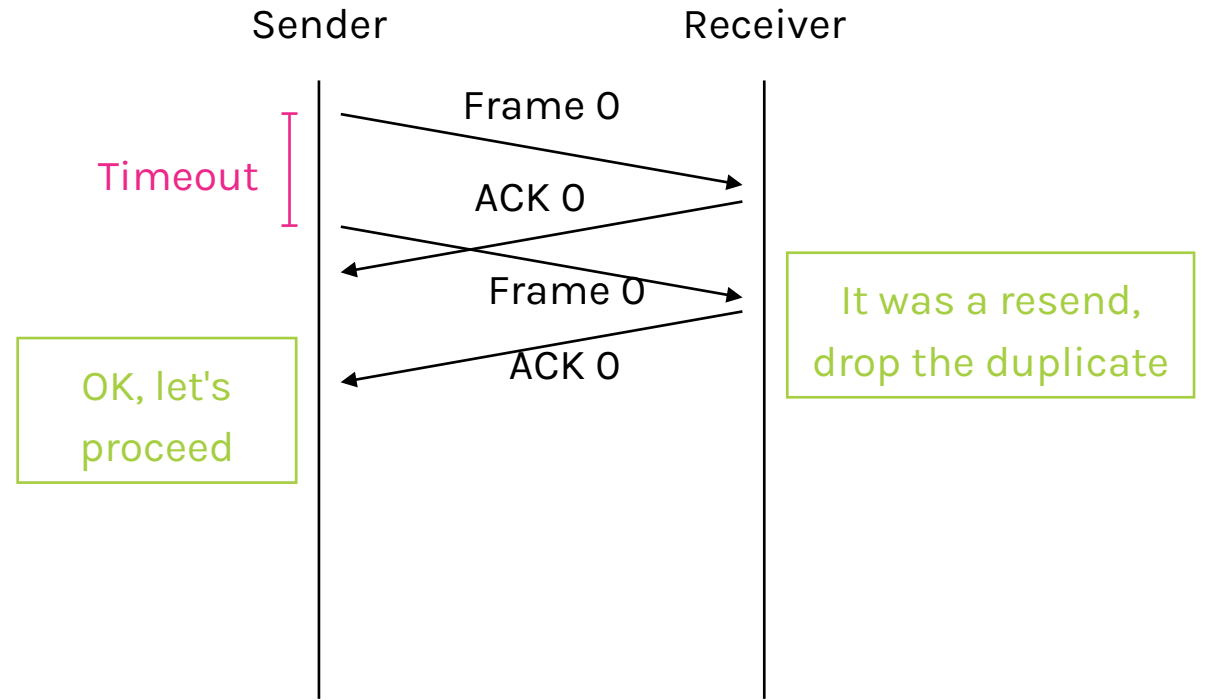 Sender
Receiver
Frame 0
Timeout
ACK 0
Frame 0
It was a resend,
drop the duplicate
ACK 0
OK, let's
proceed